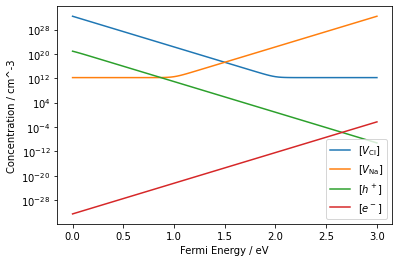 Concentration / cm^-3
10^28
10^20
10^12
10^4
10^−4
10^−12
10^−20
10^−28
[V_Cl]
[V_Na]
[h^+]
[e^−]
0.0 0.5 1.0 1.5 2.0 2.5 3.0
Fermi Energy / eV